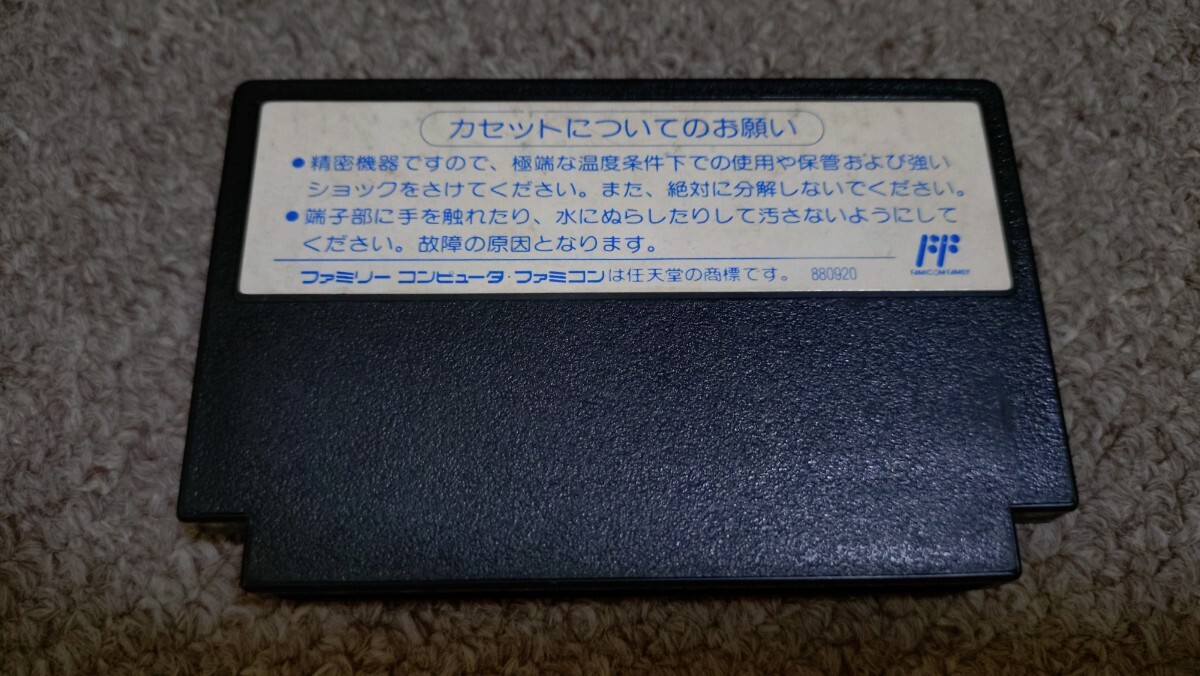 カセットについてのお願い
●精密機器ですので、極端な温度条件下での使用や保管および強い
ショックをさけてください。また、絶対に分解しないでください。
●端子部に手を触れたり、水にぬらしたりして汚さないようにして
ください。故障の原因となります。
FF
FAMICOM FAMILY
ファミリー コンピュータ・ファミコンは任天堂の商標です。 880920